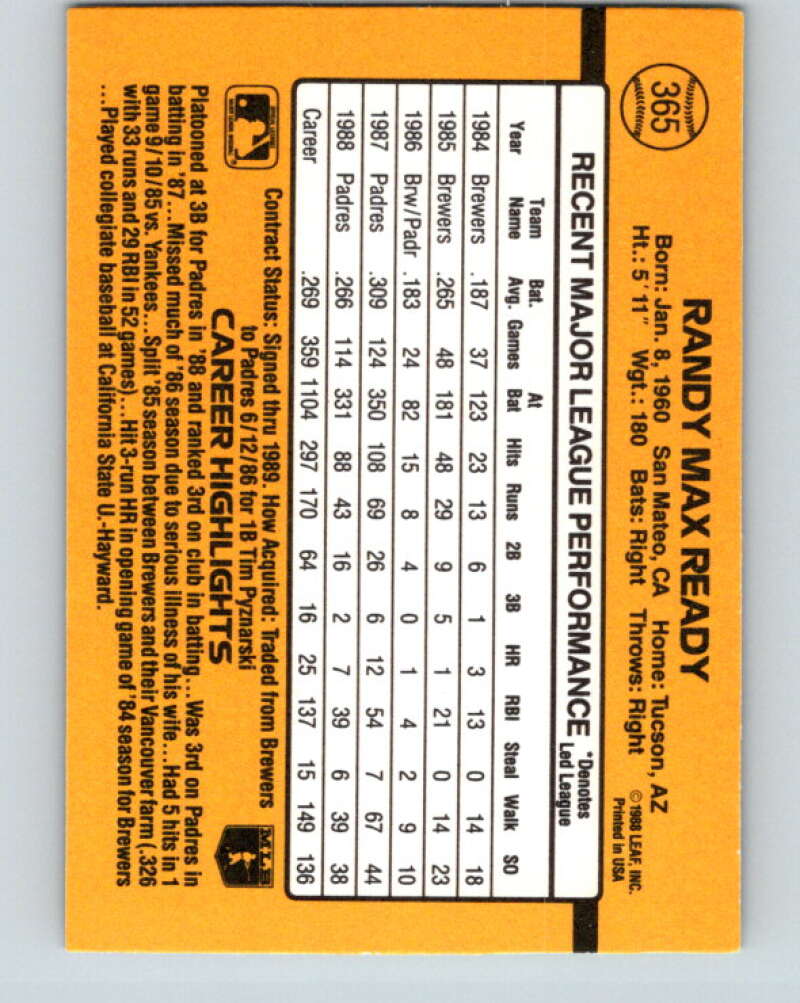 365
RANDY MAX READY
Born: Jan. 8, 1960 San Mateo, CA Home: Tucson, AZ
Ht.: 5'11" Wgt.: 180 Bats: Right Throws: Right
©1988 LEAF, INC.
Printed in USA
RECENT MAJOR LEAGUE PERFORMANCE *Denotes Led League
Year Team Name Bat. Avg. Games At Bat Hits Runs 2B 3B HR RBI Steal Walk SO
1984 Brewers .187 37 123 23 13 6 1 3 13 0 14 18
1985 Brewers .265 48 181 48 29 9 5 1 21 0 14 23
1986 Brw/Padr .183 24 82 15 8 4 0 1 4 2 9 10
1987 Padres .309 124 350 108 69 26 6 12 54 7 67 44
1988 Padres .266 114 331 88 43 16 2 7 39 6 39 38
Career .269 359 1104 297 170 64 16 25 137 15 149 136
Contract Status: Signed thru 1989. How Acquired: Traded from Brewers
to Padres 6/12/86 for 1B Tim Pyznarski
M.L.B.
CAREER HIGHLIGHTS
Platooned at 3B for Padres in '88 and ranked 3rd on club in batting...Was 3rd on Padres in
batting in '87...Missed much of '86 season due to serious illness of his wife...Had 5 hits in 1
game 9/10/85 vs. Yankees...Split '85 season between Brewers and their Vancouver farm (.326
with 33 runs and 29 RBI in 52 games)...Hit 3-run HR in opening game of '84 season for Brewers
...Played collegiate baseball at California State U.-Hayward.